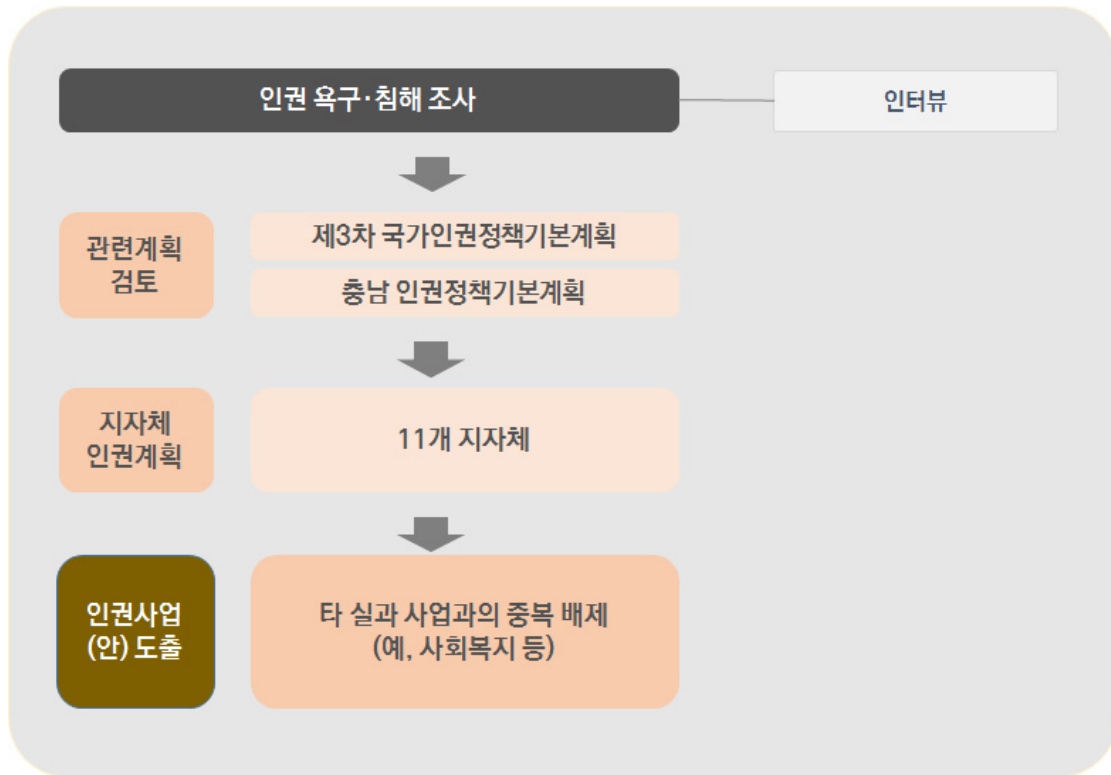 인권 욕구·침해 조사
인터뷰
관련계획
검토
제3차 국가인권정책기본계획
충남 인권정책기본계획
지자체
인권계획
11개 지자체
인권사업
(안) 도출
타 실과 사업과의 중복 배제
(예, 사회복지 등)